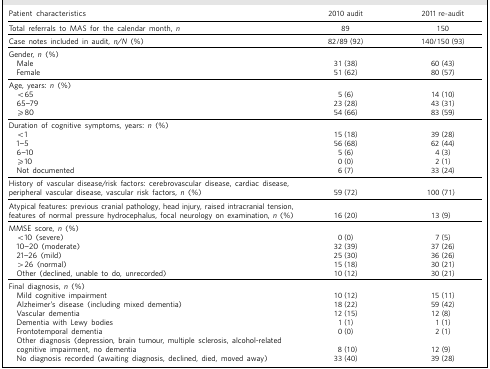 Patient characteristics 2010 audit 2011 re-audit
Total referrals to MAS for the calendar month, n 89 150
Case notes included in audit, n/N (%) 82/89 (92) 140/150 (93)
Gender, n (%)
Male 31 (38) 60 (43)
Female 51 (62) 80 (57)
Age, years: n (%)
<65 5 (6) 14 (10)
65–79 23 (28) 43 (31)
⩾80 54 (66) 83 (59)
Duration of cognitive symptoms, years: n (%)
<1 15 (18) 39 (28)
1–5 56 (68) 62 (44)
6–10 5 (6) 4 (3)
⩾10 0 (0) 2 (1)
Not documented 6 (7) 33 (24)
History of vascular disease/risk factors: cerebrovascular disease, cardiac disease,
peripheral vascular disease, vascular risk factors, n (%) 59 (72) 100 (71)
Atypical features: previous cranial pathology, head injury, raised intracranial tension,
features of normal pressure hydrocephalus, focal neurology on examination, n (%) 16 (20) 13 (9)
MMSE score, n (%)
<10 (severe) 0 (0) 7 (5)
10–20 (moderate) 32 (39) 37 (26)
21–26 (mild) 25 (30) 36 (26)
>26 (normal) 15 (18) 30 (21)
Other (declined, unable to do, unrecorded) 10 (12) 30 (21)
Final diagnosis, n (%)
Mild cognitive impairment 10 (12) 15 (11)
Alzheimer's disease (including mixed dementia) 18 (22) 59 (42)
Vascular dementia 12 (15) 12 (8)
Dementia with Lewy bodies 1 (1) 1 (1)
Frontotemporal dementia 0 (0) 2 (1)
Other diagnosis (depression, brain tumour, multiple sclerosis, alcohol-related
cognitive impairment, no dementia 8 (10) 12 (9)
No diagnosis recorded (awaiting diagnosis, declined, died, moved away) 33 (40) 39 (28)